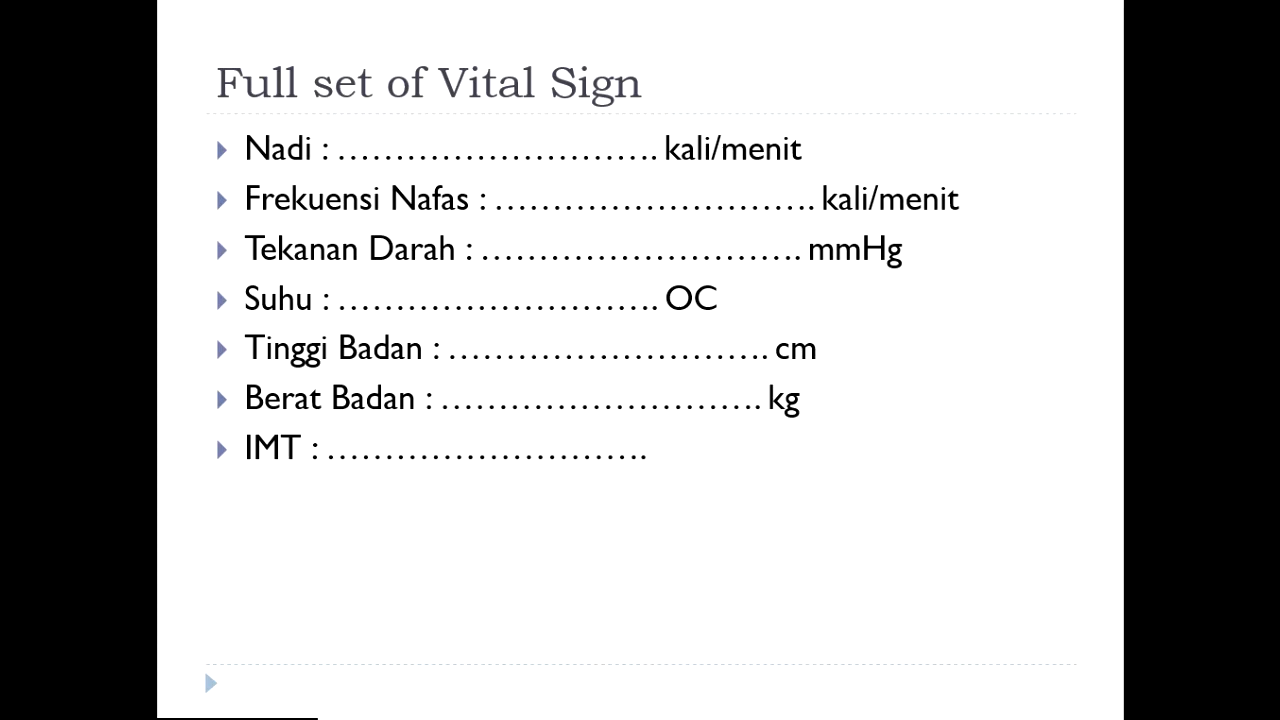 Full set of Vital Sign
Nadi : ………………………. kali/menit
Frekuensi Nafas : ………………………. kali/menit
Tekanan Darah : ………………………. mmHg
Suhu : ………………………. OC
Tinggi Badan : ………………………. cm
Berat Badan : ………………………. kg
IMT : ……………………….